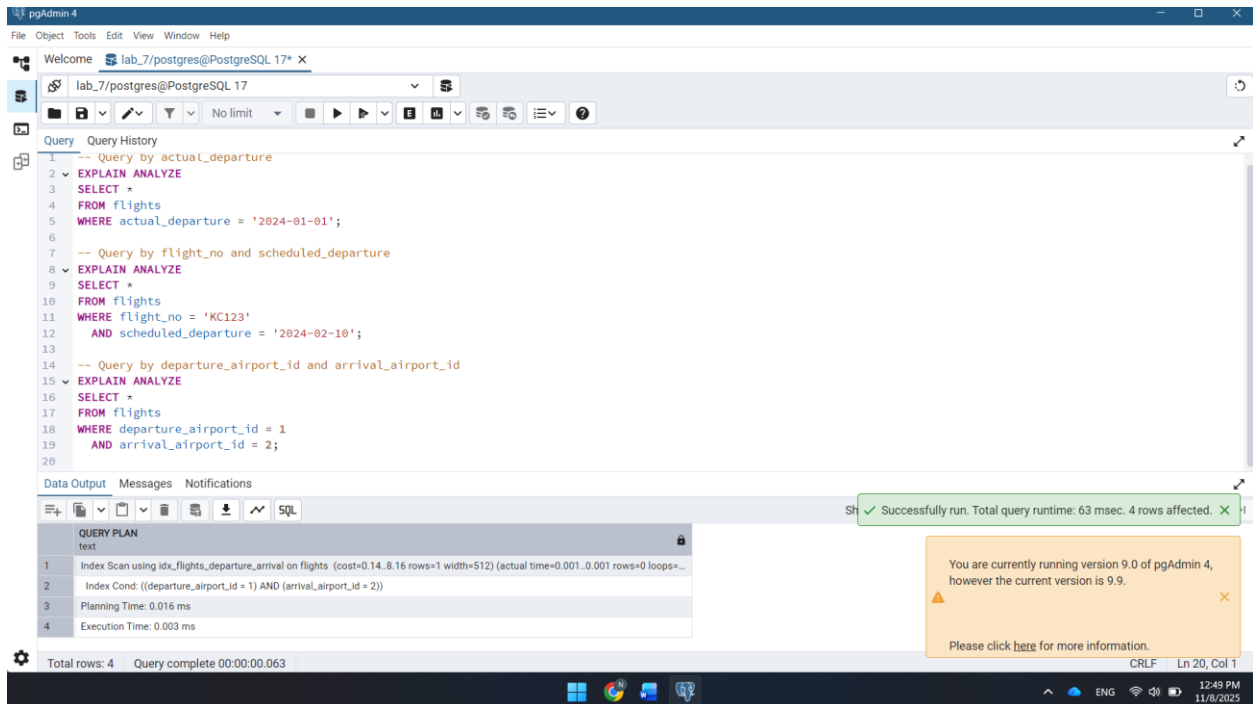 pgAdmin 4
File Object Tools Edit View Window Help
Welcome lab_7/postgres@PostgreSQL 17* X
lab_7/postgres@PostgreSQL 17
No limit
Query Query History
1 -- Query by actual_departure
2 EXPLAIN ANALYZE
3 SELECT *
4 FROM flights
5 WHERE actual_departure = '2024-01-01';
6
7 -- Query by flight_no and scheduled_departure
8 EXPLAIN ANALYZE
9 SELECT *
10 FROM flights
11 WHERE flight_no = 'KC123'
12 AND scheduled_departure = '2024-02-10';
13
14 -- Query by departure_airport_id and arrival_airport_id
15 EXPLAIN ANALYZE
16 SELECT *
17 FROM flights
18 WHERE departure_airport_id = 1
19 AND arrival_airport_id = 2;
20
Data Output Messages Notifications
SQL
Sh
Successfully run. Total query runtime: 63 msec. 4 rows affected.
QUERY PLAN
text
1 Index Scan using idx_flights_departure_arrival on flights (cost=0.14..8.16 rows=1 width=512) (actual time=0.001..0.001 rows=0 loops=...
2 Index Cond: ((departure_airport_id = 1) AND (arrival_airport_id = 2))
3 Planning Time: 0.016 ms
4 Execution Time: 0.003 ms
You are currently running version 9.0 of pgAdmin 4,
however the current version is 9.9.
Please click here for more information.
Total rows: 4 Query complete 00:00:00.063
CRLF Ln 20, Col 1
ENG
12:49 PM
11/8/2025